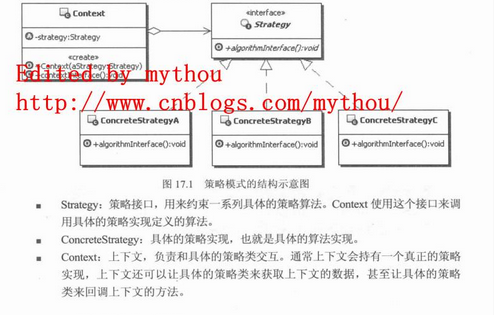 Context
-strategy:Strategy
«create»
+Context(aStrategy:Strategy)
+contextInterface():void
«interface»
Strategy
+algorithmInterface():void
Edited by mythou
http://www.cnblogs.com/mythou/
ConcreteStrategyA
+algorithmInterface():void
ConcreteStrategyB
+algorithmInterface():void
ConcreteStrategyC
+algorithmInterface():void
图 17.1 策略模式的结构示意图
■ Strategy：策略接口，用来约束一系列具体的策略算法。Context 使用这个接口来调
用具体的策略实现定义的算法。
■ ConcreteStrategy：具体的策略实现，也就是具体的算法实现。
■ Context：上下文，负责和具体的策略类交互。通常上下文会持有一个真正的策略
实现，上下文还可以让具体的策略类来获取上下文的数据，甚至让具体的策略
类来回调上下文的方法。